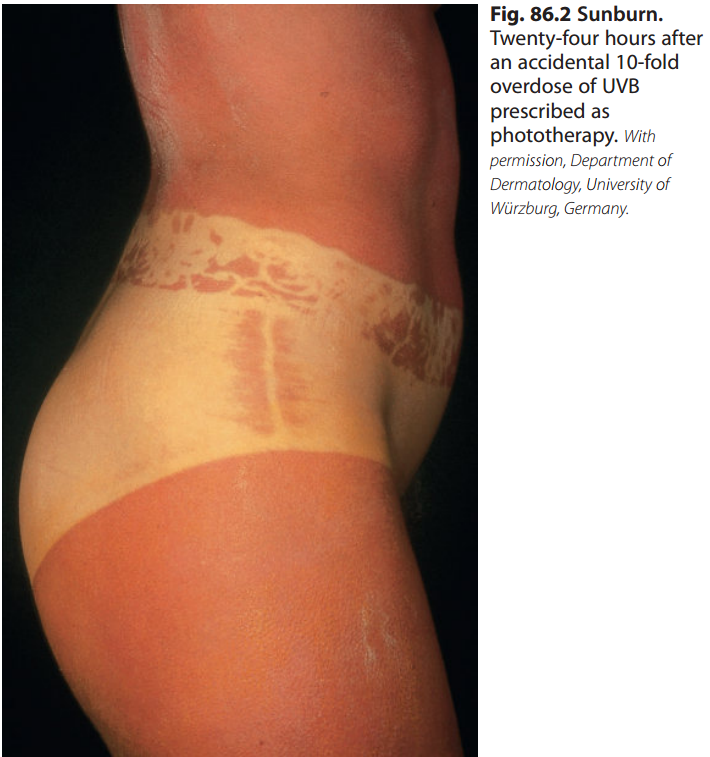 Fig. 86.2 Sunburn.
Twenty-four hours after
an accidental 10-fold
overdose of UVB
prescribed as
phototherapy. With
permission, Department of
Dermatology, University of
Würzburg, Germany.